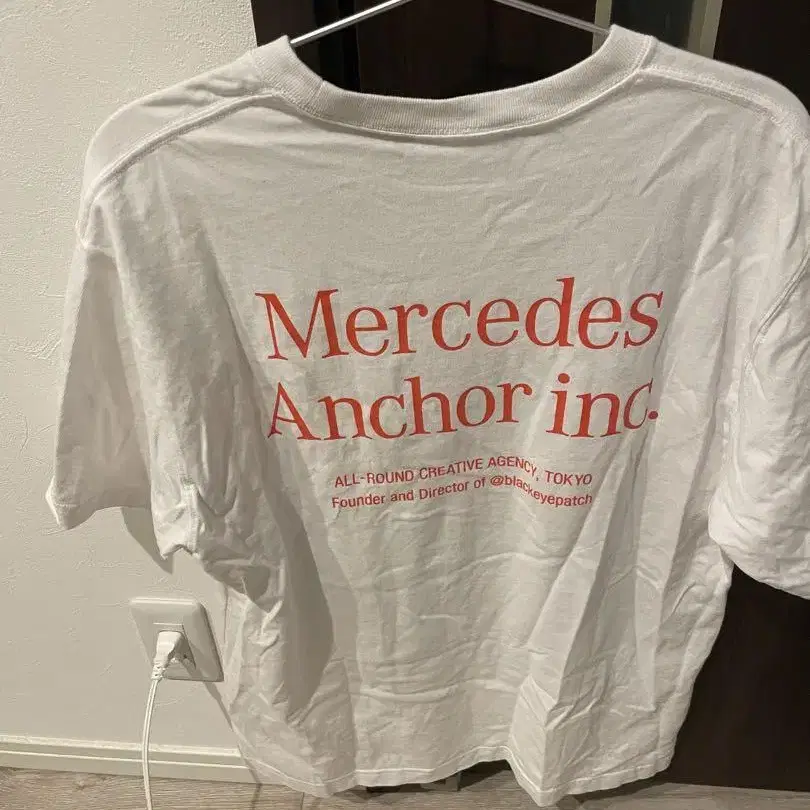 Mercedes
Anchor inc.
ALL-ROUND CREATIVE AGENCY, TOKYO
Founder and Director of @blackeyepatch